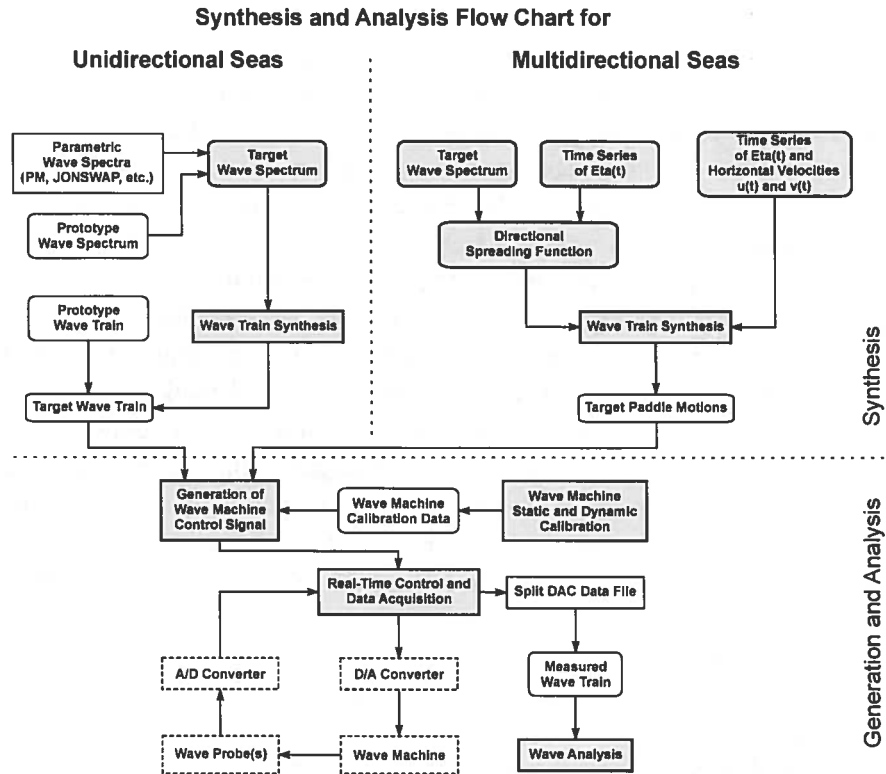 Synthesis and Analysis Flow Chart for
Unidirectional Seas
Multidirectional Seas
Parametric
Wave Spectra
(PM, JONSWAP, etc.)
Target
Wave Spectrum
Prototype
Wave Spectrum
Prototype
Wave Train
Wave Train Synthesis
Target Wave Train
Target
Wave Spectrum
Time Series
of Eta(t)
Time Series
of Eta(t) and
Horizontal Velocities
u(t) and v(t)
Directional
Spreading Function
Wave Train Synthesis
Target Paddle Motions
Synthesis
Generation of
Wave Machine
Control Signal
Wave Machine
Calibration Data
Wave Machine
Static and Dynamic
Calibration
Real-Time Control and
Data Acquisition
Split DAC Data File
A/D Converter
D/A Converter
Measured
Wave Train
Wave Probe(s)
Wave Machine
Wave Analysis
Generation and Analysis